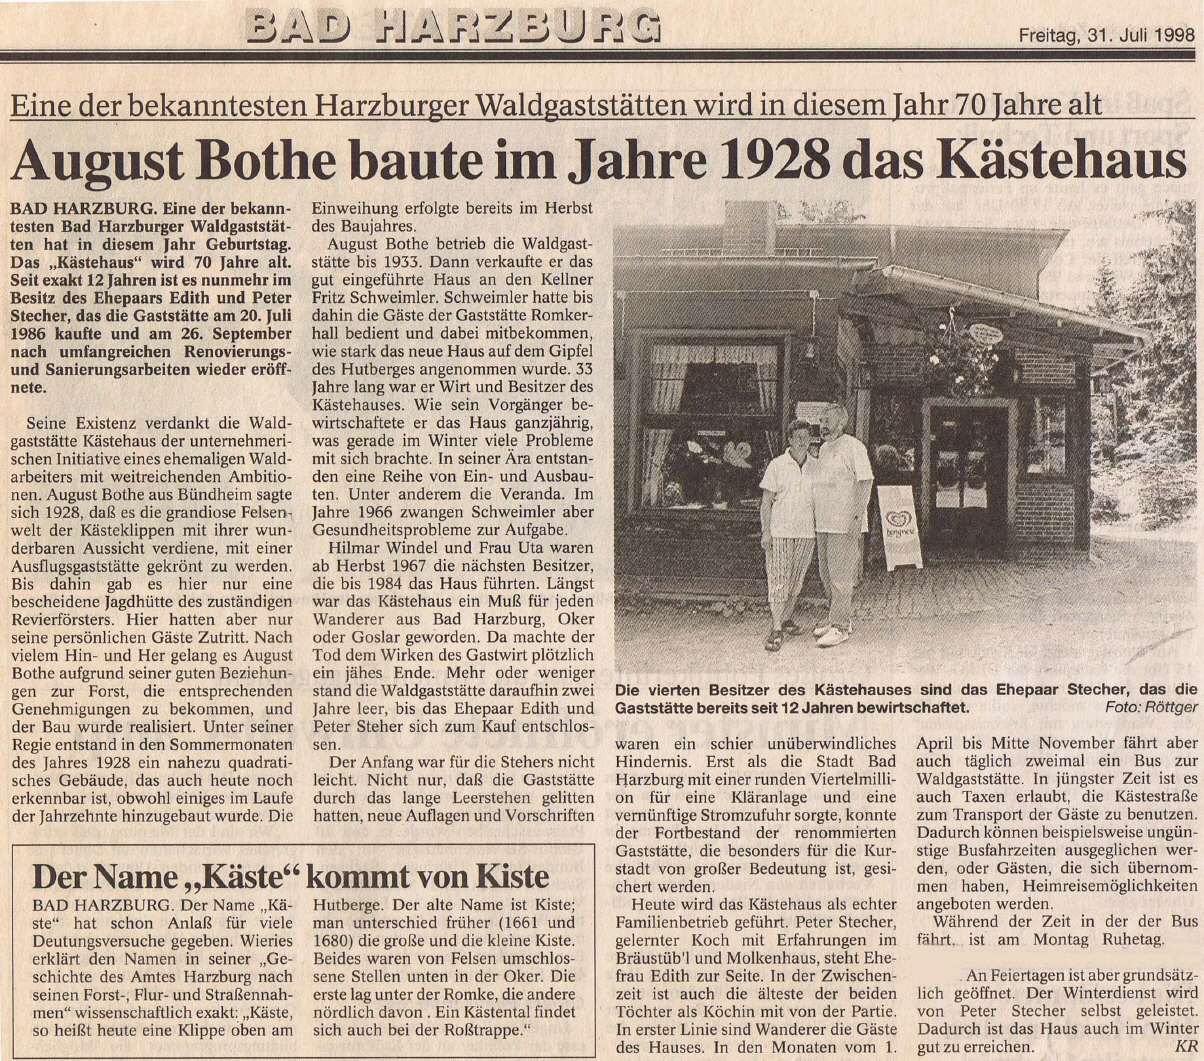 BAD HARZBURG
Freitag, 31. Juli 1998
Eine der bekanntesten Harzburger Waldgaststätten wird in diesem Jahr 70 Jahre alt
August Bothe baute im Jahre 1928 das Kästehaus
BAD HARZBURG. Eine der bekann-
testen Bad Harzburger Waldgaststät-
ten hat in diesem Jahr Geburtstag.
Das „Kästehaus“ wird 70 Jahre alt.
Seit exakt 12 Jahren ist es nunmehr im
Besitz des Ehepaars Edith und Peter
Stecher, das die Gaststätte am 20. Juli
1986 kaufte und am 26. September
nach umfangreichen Renovierungs-
und Sanierungsarbeiten wieder eröff-
nete.
Seine Existenz verdankt die Wald-
gaststätte Kästehaus der unternehmeri-
schen Initiative eines ehemaligen Wald-
arbeiters mit weitreichenden Ambitio-
nen. August Bothe aus Bündheim sagte
sich 1928, daß es die grandiose Felsen-
welt der Kästeklippen mit ihrer wun-
derbaren Aussicht verdiene, mit einer
Ausflugsgaststätte gekrönt zu werden.
Bis dahin gab es hier nur eine
bescheidene Jagdhütte des zuständigen
Revierförsters. Hier hatten aber nur
seine persönlichen Gäste Zutritt. Nach
vielem Hin- und Her gelang es August
Bothe aufgrund seiner guten Beziehun-
gen zur Forst, die entsprechenden
Genehmigungen zu bekommen, und
der Bau wurde realisiert. Unter seiner
Regie entstand in den Sommermonaten
des Jahres 1928 ein nahezu quadrati-
sches Gebäude, das auch heute noch
erkennbar ist, obwohl einiges im Laufe
der Jahrzehnte hinzugebaut wurde. Die
Einweihung erfolgte bereits im Herbst
des Baujahres.
August Bothe betrieb die Waldgast-
stätte bis 1933. Dann verkaufte er das
gut eingeführte Haus an den Kellner
Fritz Schweimler. Schweimler hatte bis
dahin die Gäste der Gaststätte Romker-
hall bedient und dabei mitbekommen,
wie stark das neue Haus auf dem Gipfel
des Hutberges angenommen wurde. 33
Jahre lang war er Wirt und Besitzer des
Kästehauses. Wie sein Vorgänger be-
wirtschaftete er das Haus ganzjährig,
was gerade im Winter viele Probleme
mit sich brachte. In seiner Ära entstan-
den eine Reihe von Ein- und Ausbau-
ten. Unter anderem die Veranda. Im
Jahre 1966 zwangen Schweimler aber
Gesundheitsprobleme zur Aufgabe.
Hilmar Windel und Frau Uta waren
ab Herbst 1967 die nächsten Besitzer,
die bis 1984 das Haus führten. Längst
war das Kästehaus ein Muß für jeden
Wanderer aus Bad Harzburg, Oker
oder Goslar geworden. Da machte der
Tod dem Wirken des Gastwirt plötzlich
ein jähes Ende. Mehr oder weniger
stand die Waldgaststätte daraufhin zwei
Jahre leer, bis das Ehepaar Edith und
Peter Steher sich zum Kauf entschlos-
sen.
Der Anfang war für die Stehers nicht
leicht. Nicht nur, daß die Gaststätte
durch das lange Leerstehen gelitten
hatten, neue Auflagen und Vorschriften
Die vierten Besitzer des Kästehauses sind das Ehepaar Stecher, das die
Gaststätte bereits seit 12 Jahren bewirtschaftet. Foto: Röttger
waren ein schier unüberwindliches
Hindernis. Erst als die Stadt Bad
Harzburg mit einer runden Viertelmilli-
on für eine Kläranlage und eine
vernünftige Stromzufuhr sorgte, konnte
der Fortbestand der renommierten
Gaststätte, die besonders für die Kur-
stadt von großer Bedeutung ist, gesi-
chert werden.
Heute wird das Kästehaus als echter
Familienbetrieb geführt. Peter Stecher,
gelernter Koch mit Erfahrungen im
Bräustüb'l und Molkenhaus, steht Ehe-
frau Edith zur Seite. In der Zwischen-
zeit ist auch die älteste der beiden
Töchter als Köchin mit von der Partie.
In erster Linie sind Wanderer die Gäste
des Hauses. In den Monaten vom 1.
April bis Mitte November fährt aber
auch täglich zweimal ein Bus zur
Waldgaststätte. In jüngster Zeit ist es
auch Taxen erlaubt, die Kästestraße
zum Transport der Gäste zu benutzen.
Dadurch können beispielsweise ungün-
stige Busfahrzeiten ausgeglichen wer-
den, oder Gästen, die sich übernom-
men haben, Heimreisemöglichkeiten
angeboten werden.
Während der Zeit in der der Bus
fährt, ist am Montag Ruhetag.
An Feiertagen ist aber grundsätz-
lich geöffnet. Der Winterdienst wird
von Peter Stecher selbst geleistet.
Dadurch ist das Haus auch im Winter
gut zu erreichen. KR
Der Name „Käste“ kommt von Kiste
BAD HARZBURG. Der Name „Kä-
ste“ hat schon Anlaß für viele
Deutungsversuche gegeben. Wieries
erklärt den Namen in seiner „Ge-
schichte des Amtes Harzburg nach
seinen Forst-, Flur- und Straßennah-
men“ wissenschaftlich exakt: „Käste,
so heißt heute eine Klippe oben am
Hutberge. Der alte Name ist Kiste;
man unterschied früher (1661 und
1680) die große und die kleine Kiste.
Beides waren von Felsen umschlos-
sene Stellen unten in der Oker. Die
erste lag unter der Romke, die andere
nördlich davon . Ein Kästental findet
sich auch bei der Roßtrappe.“